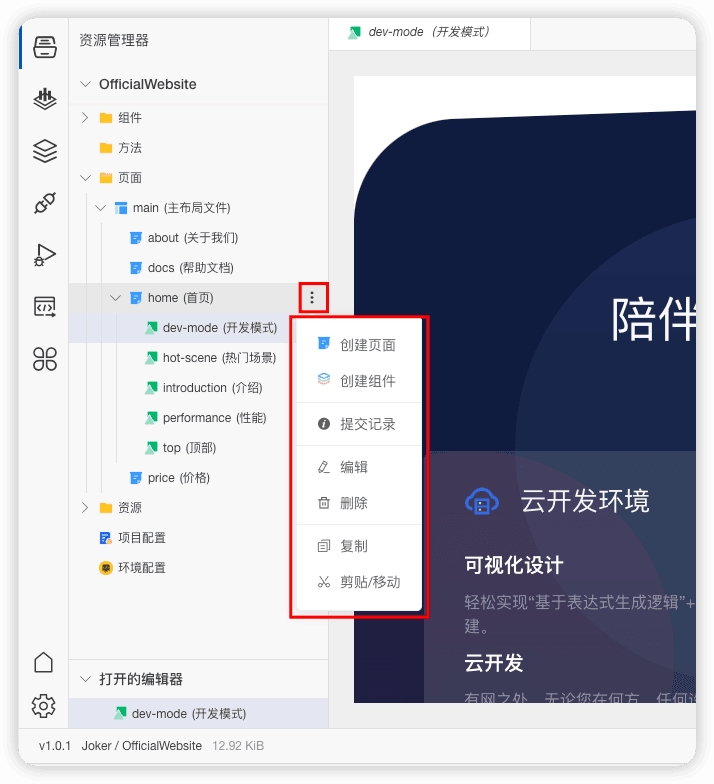 资源管理器
OfficialWebsite
组件
方法
页面
main (主布局文件)
about (关于我们)
docs (帮助文档)
home (首页)
dev-mode (开发模式)
hot-scene (热门场景)
introduction (介绍)
performance (性能)
top (顶部)
price (价格)
资源
项目配置
环境配置
打开的编辑器
dev-mode (开发模式)
v1.0.1 Joker / OfficialWebsite 12.92 KiB
创建页面
创建组件
提交记录
编辑
删除
复制
剪贴/移动
dev-mode（开发模式）
陪伴
云开发环境
可视化设计
轻松实现“基于表达式生成逻辑”+
建。
云开发
有网之处，无论您在何方，任何